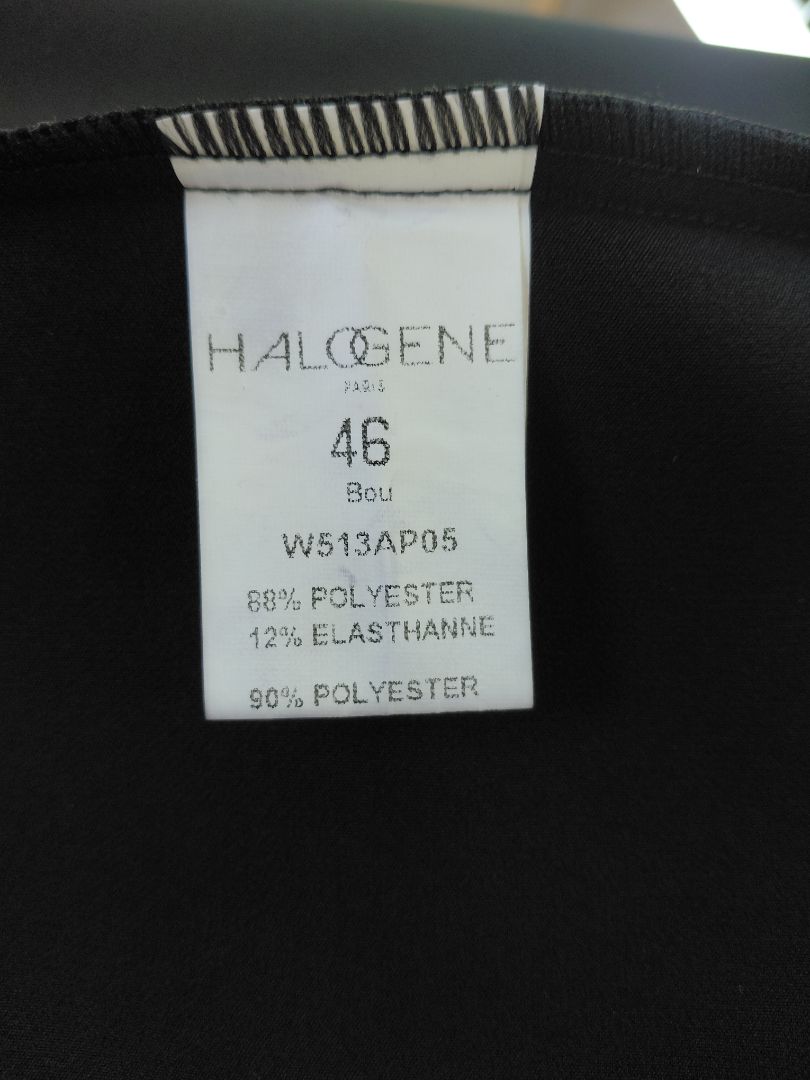 HALOGENE
PARIS
46
Bou
W513AP05
88% POLYESTER
12% ELASTHANNE
90% POLYESTER